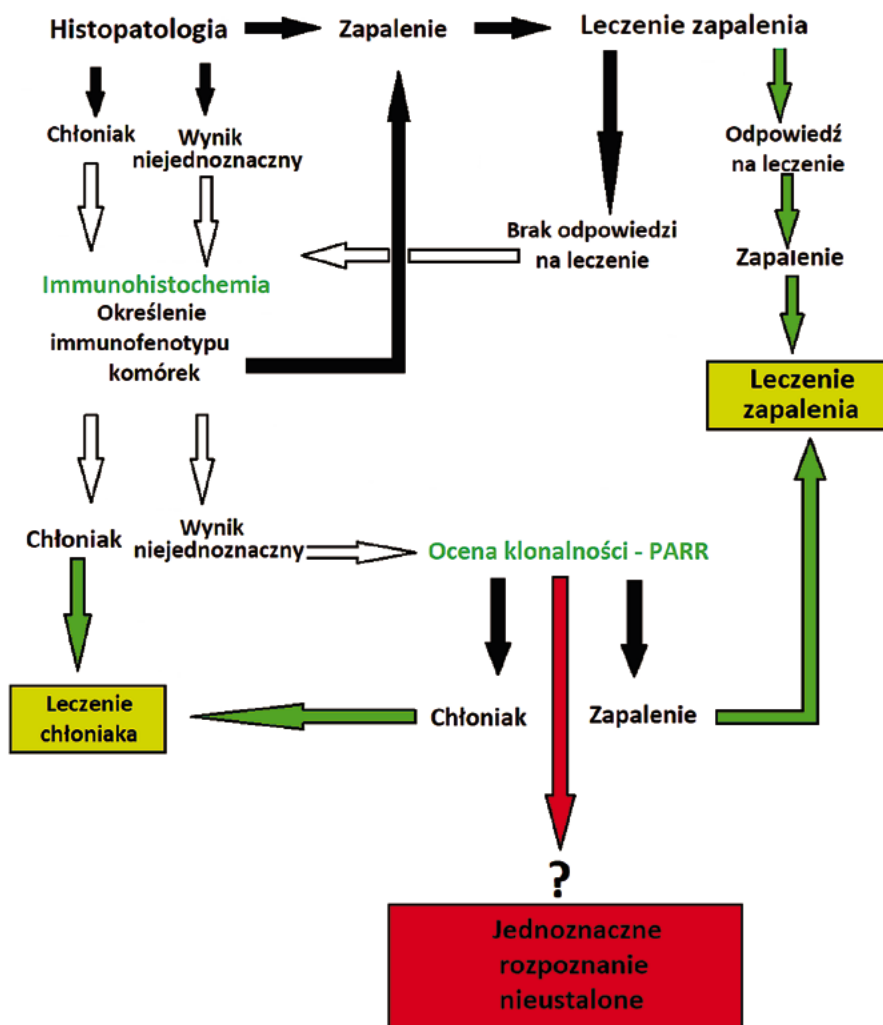 Histopatologia
Zapalenie
Leczenie zapalenia
Chłoniak
Wynik
niejednoznaczny
Odpowiedź
na leczenie
Brak odpowiedzi
na leczenie
Zapalenie
Immunohistochemia
Określenie
immunofenotypu
komórek
Leczenie
zapalenia
Chłoniak
Wynik
niejednoznaczny
Ocena klonalności - PARR
Leczenie
chłoniaka
Chłoniak
Zapalenie
?
Jednoznaczne
rozpoznanie
nieustalone